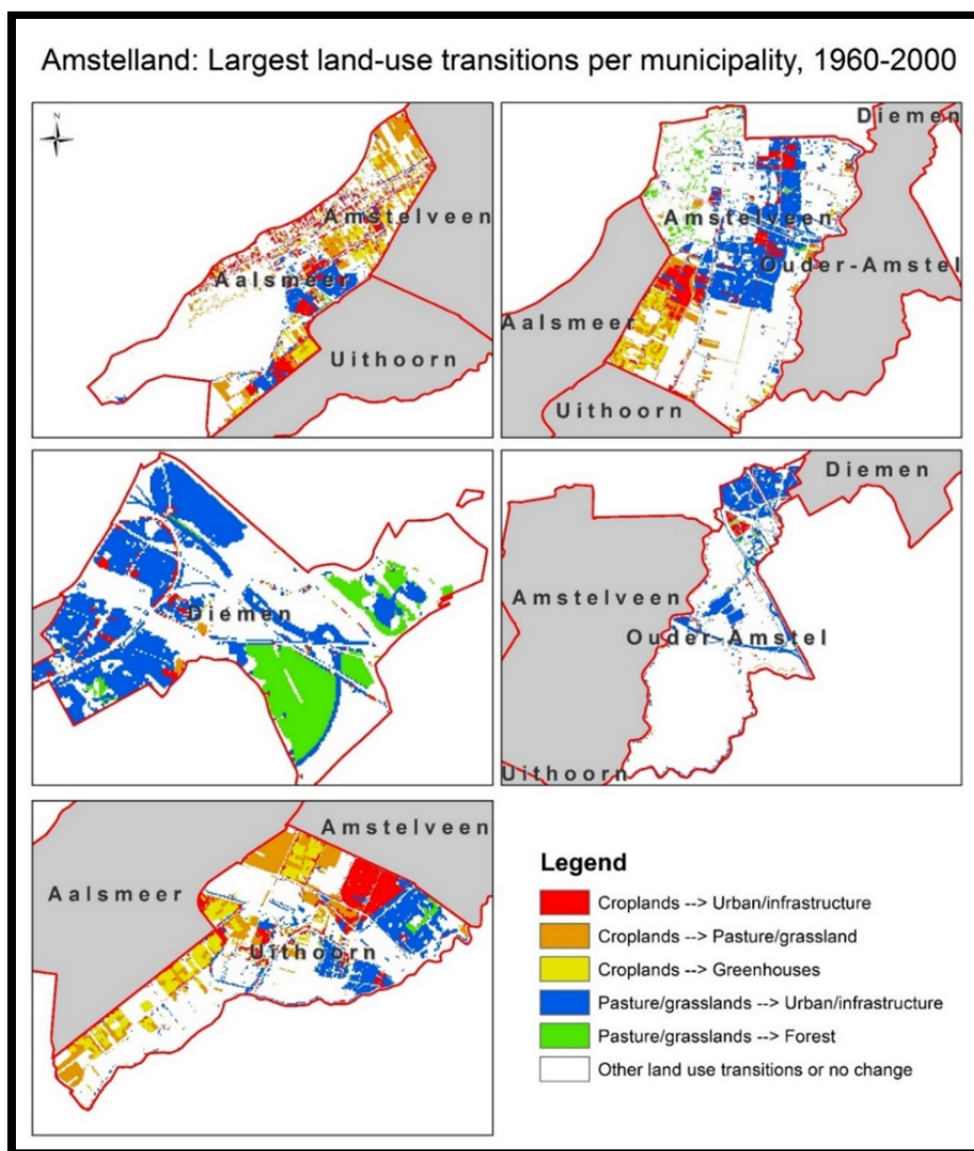 Amstelland: Largest land-use transitions per municipality, 1960-2000
N
Amstelveen
Aalsmeer
Uithoorn
Diemen
Amstelveen
Ouder-Amstel
Aalsmeer
Uithoorn
Diemen
Diemen
Amstelveen
Ouder-Amstel
Uithoorn
Amstelveen
Aalsmeer
Uithoorn
Legend
Croplands --> Urban/infrastructure
Croplands --> Pasture/grassland
Croplands --> Greenhouses
Pasture/grasslands --> Urban/infrastructure
Pasture/grasslands --> Forest
Other land use transitions or no change